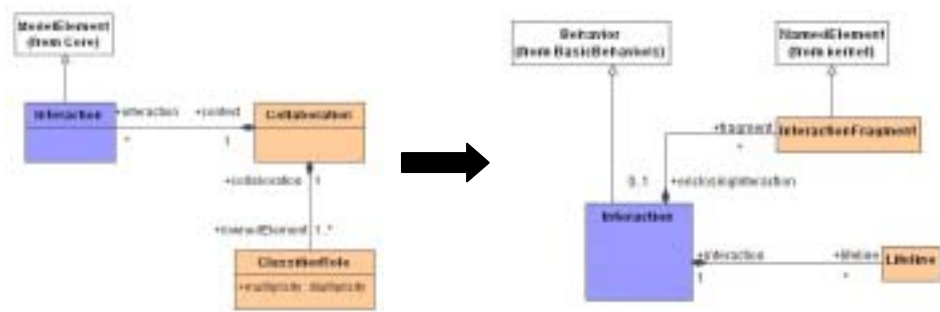 ModelElement
(from Core)
Interaction
+interaction
+context
Collaboration
*
1
+collaboration
1
+ownedElement
1..*
ClassifierRole
+multiplicity : Multiplicity
Behavior
(from BasicBehaviors)
NamedElement
(from kernel)
+fragment
*
InteractionFragment
0..1
+enclosingInteraction
Interaction
+interaction
1
+lifeline
*
Lifeline